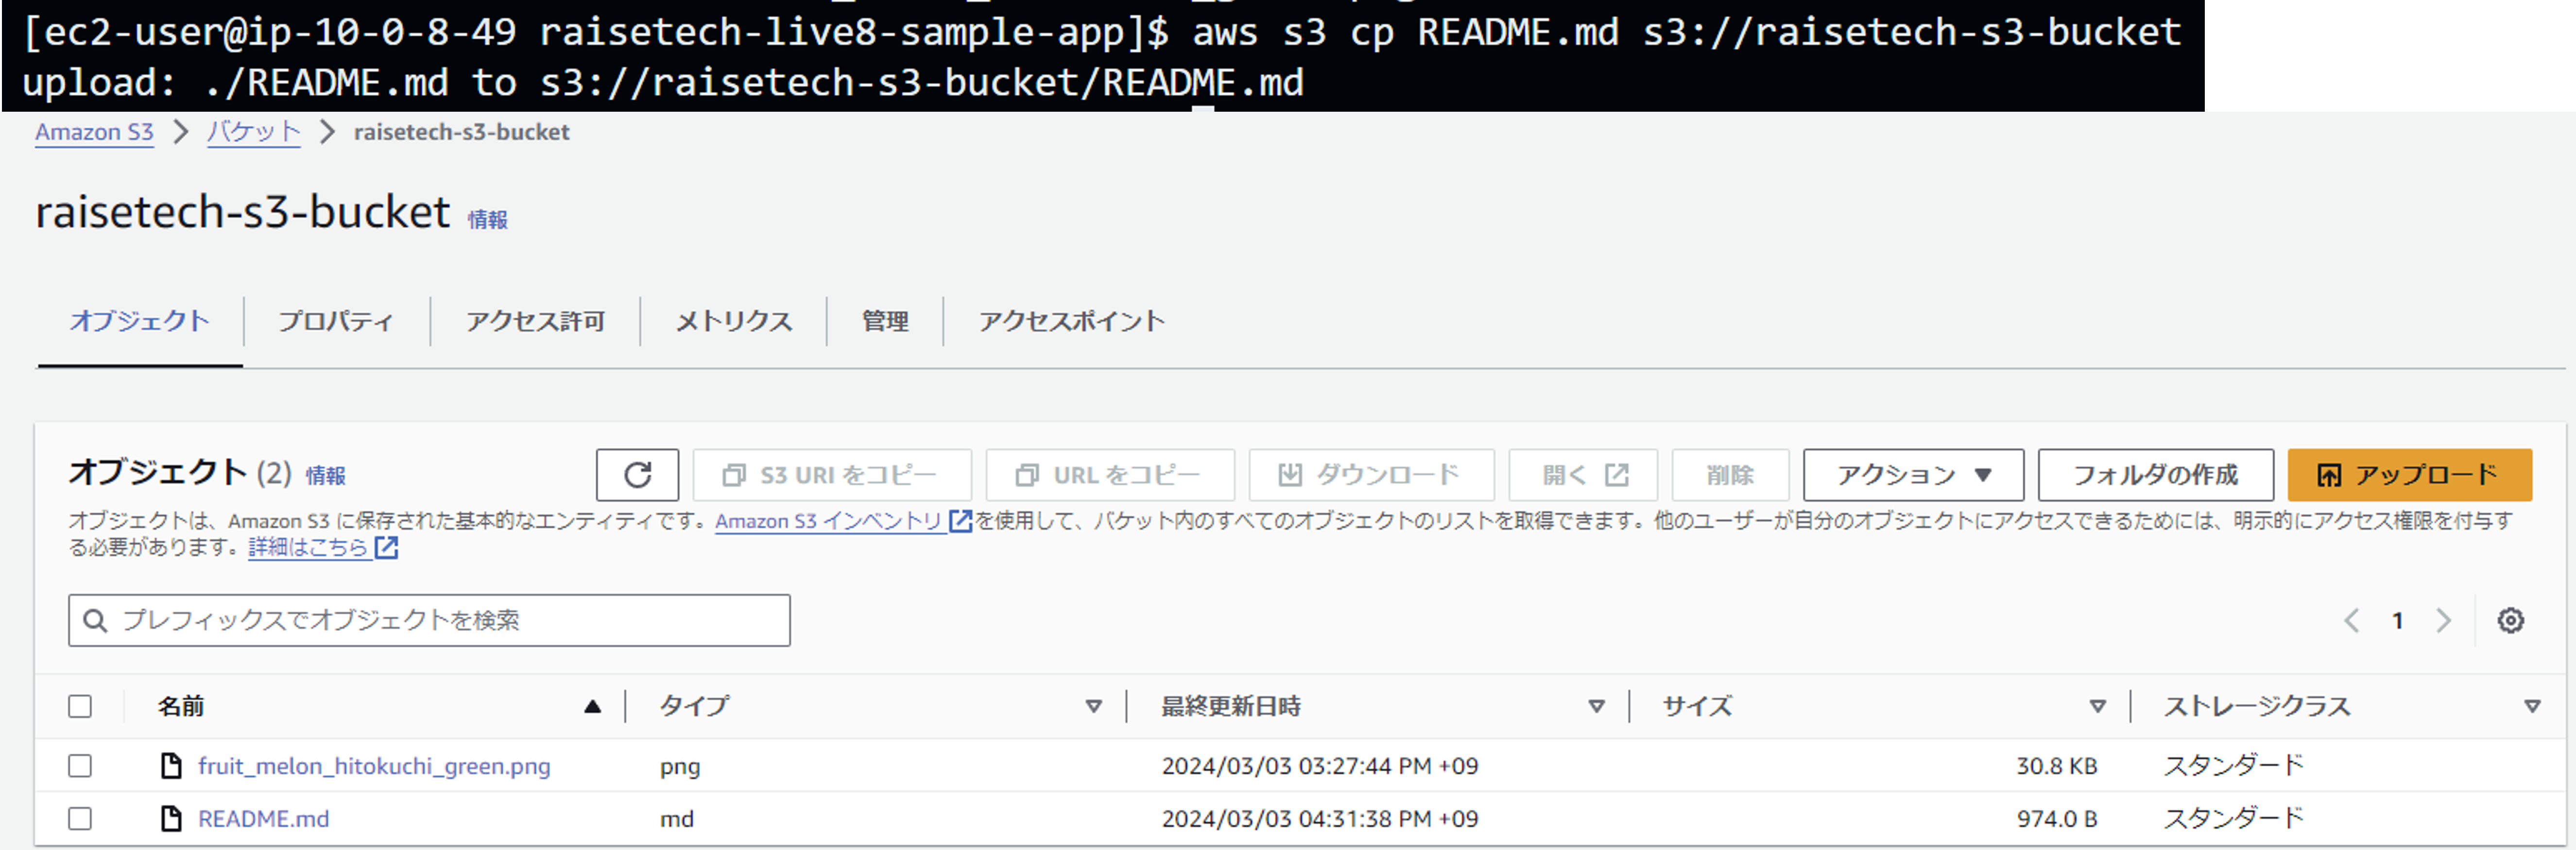 [ec2-user@ip-10-0-8-49 raisetech-live8-sample-app]$ aws s3 cp README.md s3://raisetech-s3-bucket
upload: ./README.md to s3://raisetech-s3-bucket/README.md
Amazon S3 > バケット > raisetech-s3-bucket
raisetech-s3-bucket 情報
オブジェクト プロパティ アクセス許可 メトリクス 管理 アクセスポイント
オブジェクト (2) 情報 S3 URI をコピー URL をコピー ダウンロード 開く 削除 アクション フォルダの作成 アップロード
オブジェクトは、Amazon S3 に保存された基本的なエンティティです。Amazon S3 インベントリ を使用して、バケット内のすべてのオブジェクトのリストを取得できます。他のユーザーが自分のオブジェクトにアクセスできるためには、明示的にアクセス権限を付与す
る必要があります。詳細はこちら
プレフィックスでオブジェクトを検索 1
名前 タイプ 最終更新日時 サイズ ストレージクラス
fruit_melon_hitokuchi_green.png png 2024/03/03 03:27:44 PM +09 30.8 KB スタンダード
README.md md 2024/03/03 04:31:38 PM +09 974.0 B スタンダード